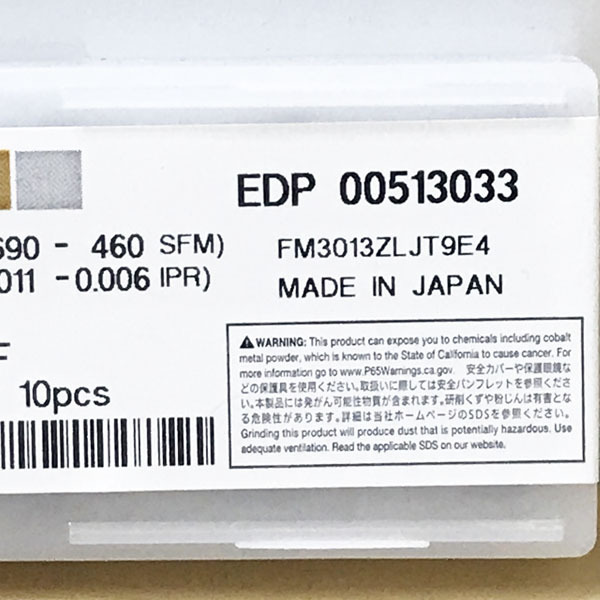 EDP 00513033
690 - 460 SFM)
011 -0.006 IPR)
FM3013ZLJT9E4
MADE IN JAPAN
F
10pcs
⚠WARNING: This product can expose you to chemicals including cobalt
metal powder, which is known to the State of California to cause cancer. For
more information go to www.P65Warnings.ca.gov. 安全カバーや保護眼鏡な
どの保護具を使用ください。取扱いに際しては安全パンフレットを参照くださ
い。本製品には発がん可能性物質が含まれます。研削くずや粉じんは有害とな
る危険性があります。詳細は当社ホームページのSDSを参照ください。
Grinding this product will produce dust that is potentially hazardous. Use
adequate ventilation. Read the applicable SDS on our website.